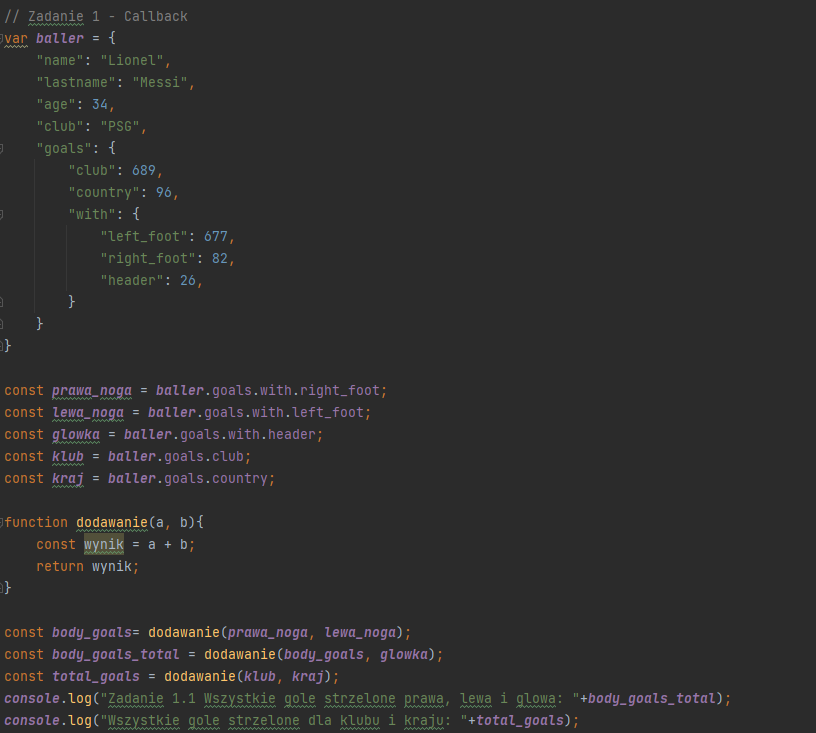 // Zadanie 1 - Callback
var baller = {
    "name": "Lionel",
    "lastname": "Messi",
    "age": 34,
    "club": "PSG",
    "goals": {
        "club": 689,
        "country": 96,
        "with": {
            "left_foot": 677,
            "right_foot": 82,
            "header": 26,
        }
    }
}

const prawa_noga = baller.goals.with.right_foot;
const lewa_noga = baller.goals.with.left_foot;
const glowka = baller.goals.with.header;
const klub = baller.goals.club;
const kraj = baller.goals.country;

function dodawanie(a, b){
    const wynik = a + b;
    return wynik;
}

const body_goals= dodawanie(prawa_noga, lewa_noga);
const body_goals_total = dodawanie(body_goals, glowka);
const total_goals = dodawanie(klub, kraj);
console.log("Zadanie 1.1 Wszystkie gole strzelone prawa, lewa i glowa: "+body_goals_total);
console.log("Wszystkie gole strzelone dla klubu i kraju: "+total_goals);